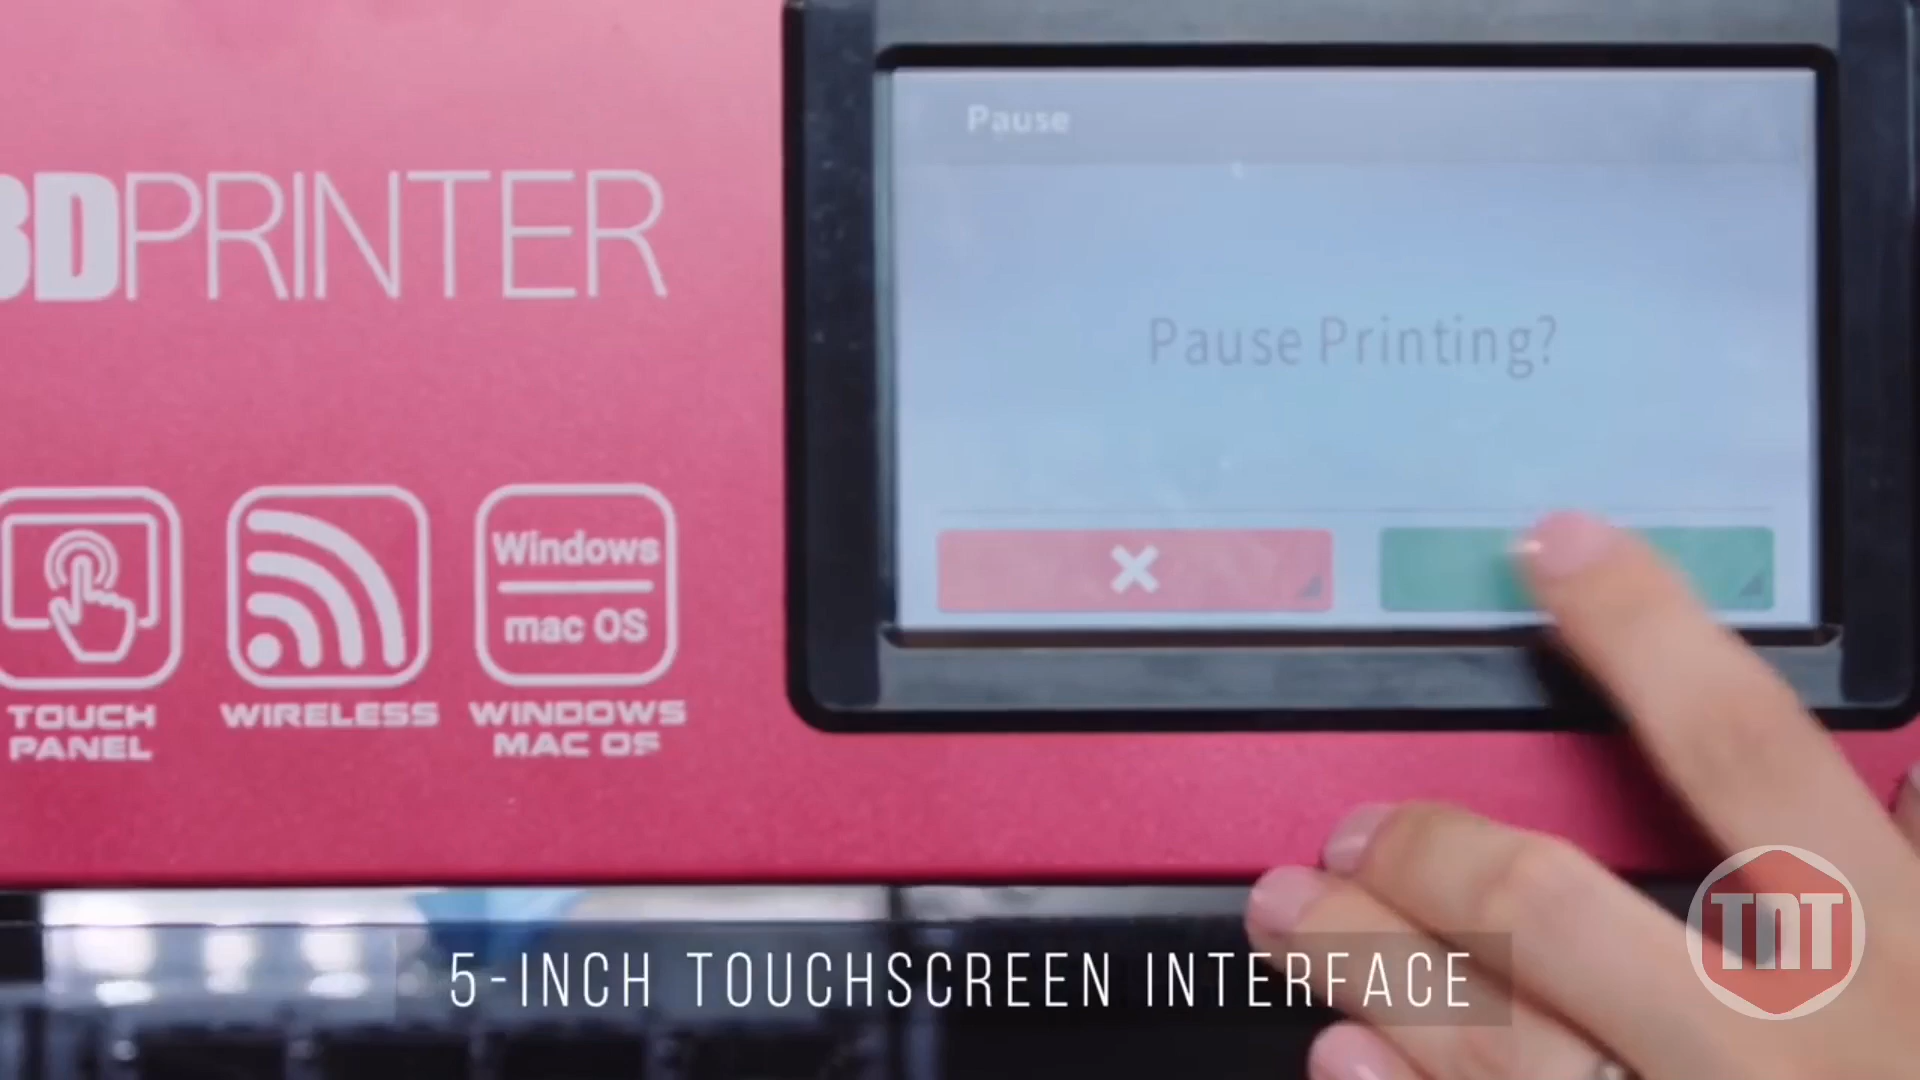 Pause
3DPRINTER
Pause Printing?
Windows
mac OS
TOUCH
PANEL
WIRELESS
WINDOWS
MAC OS
5-INCH TOUCHSCREEN INTERFACE
TNT